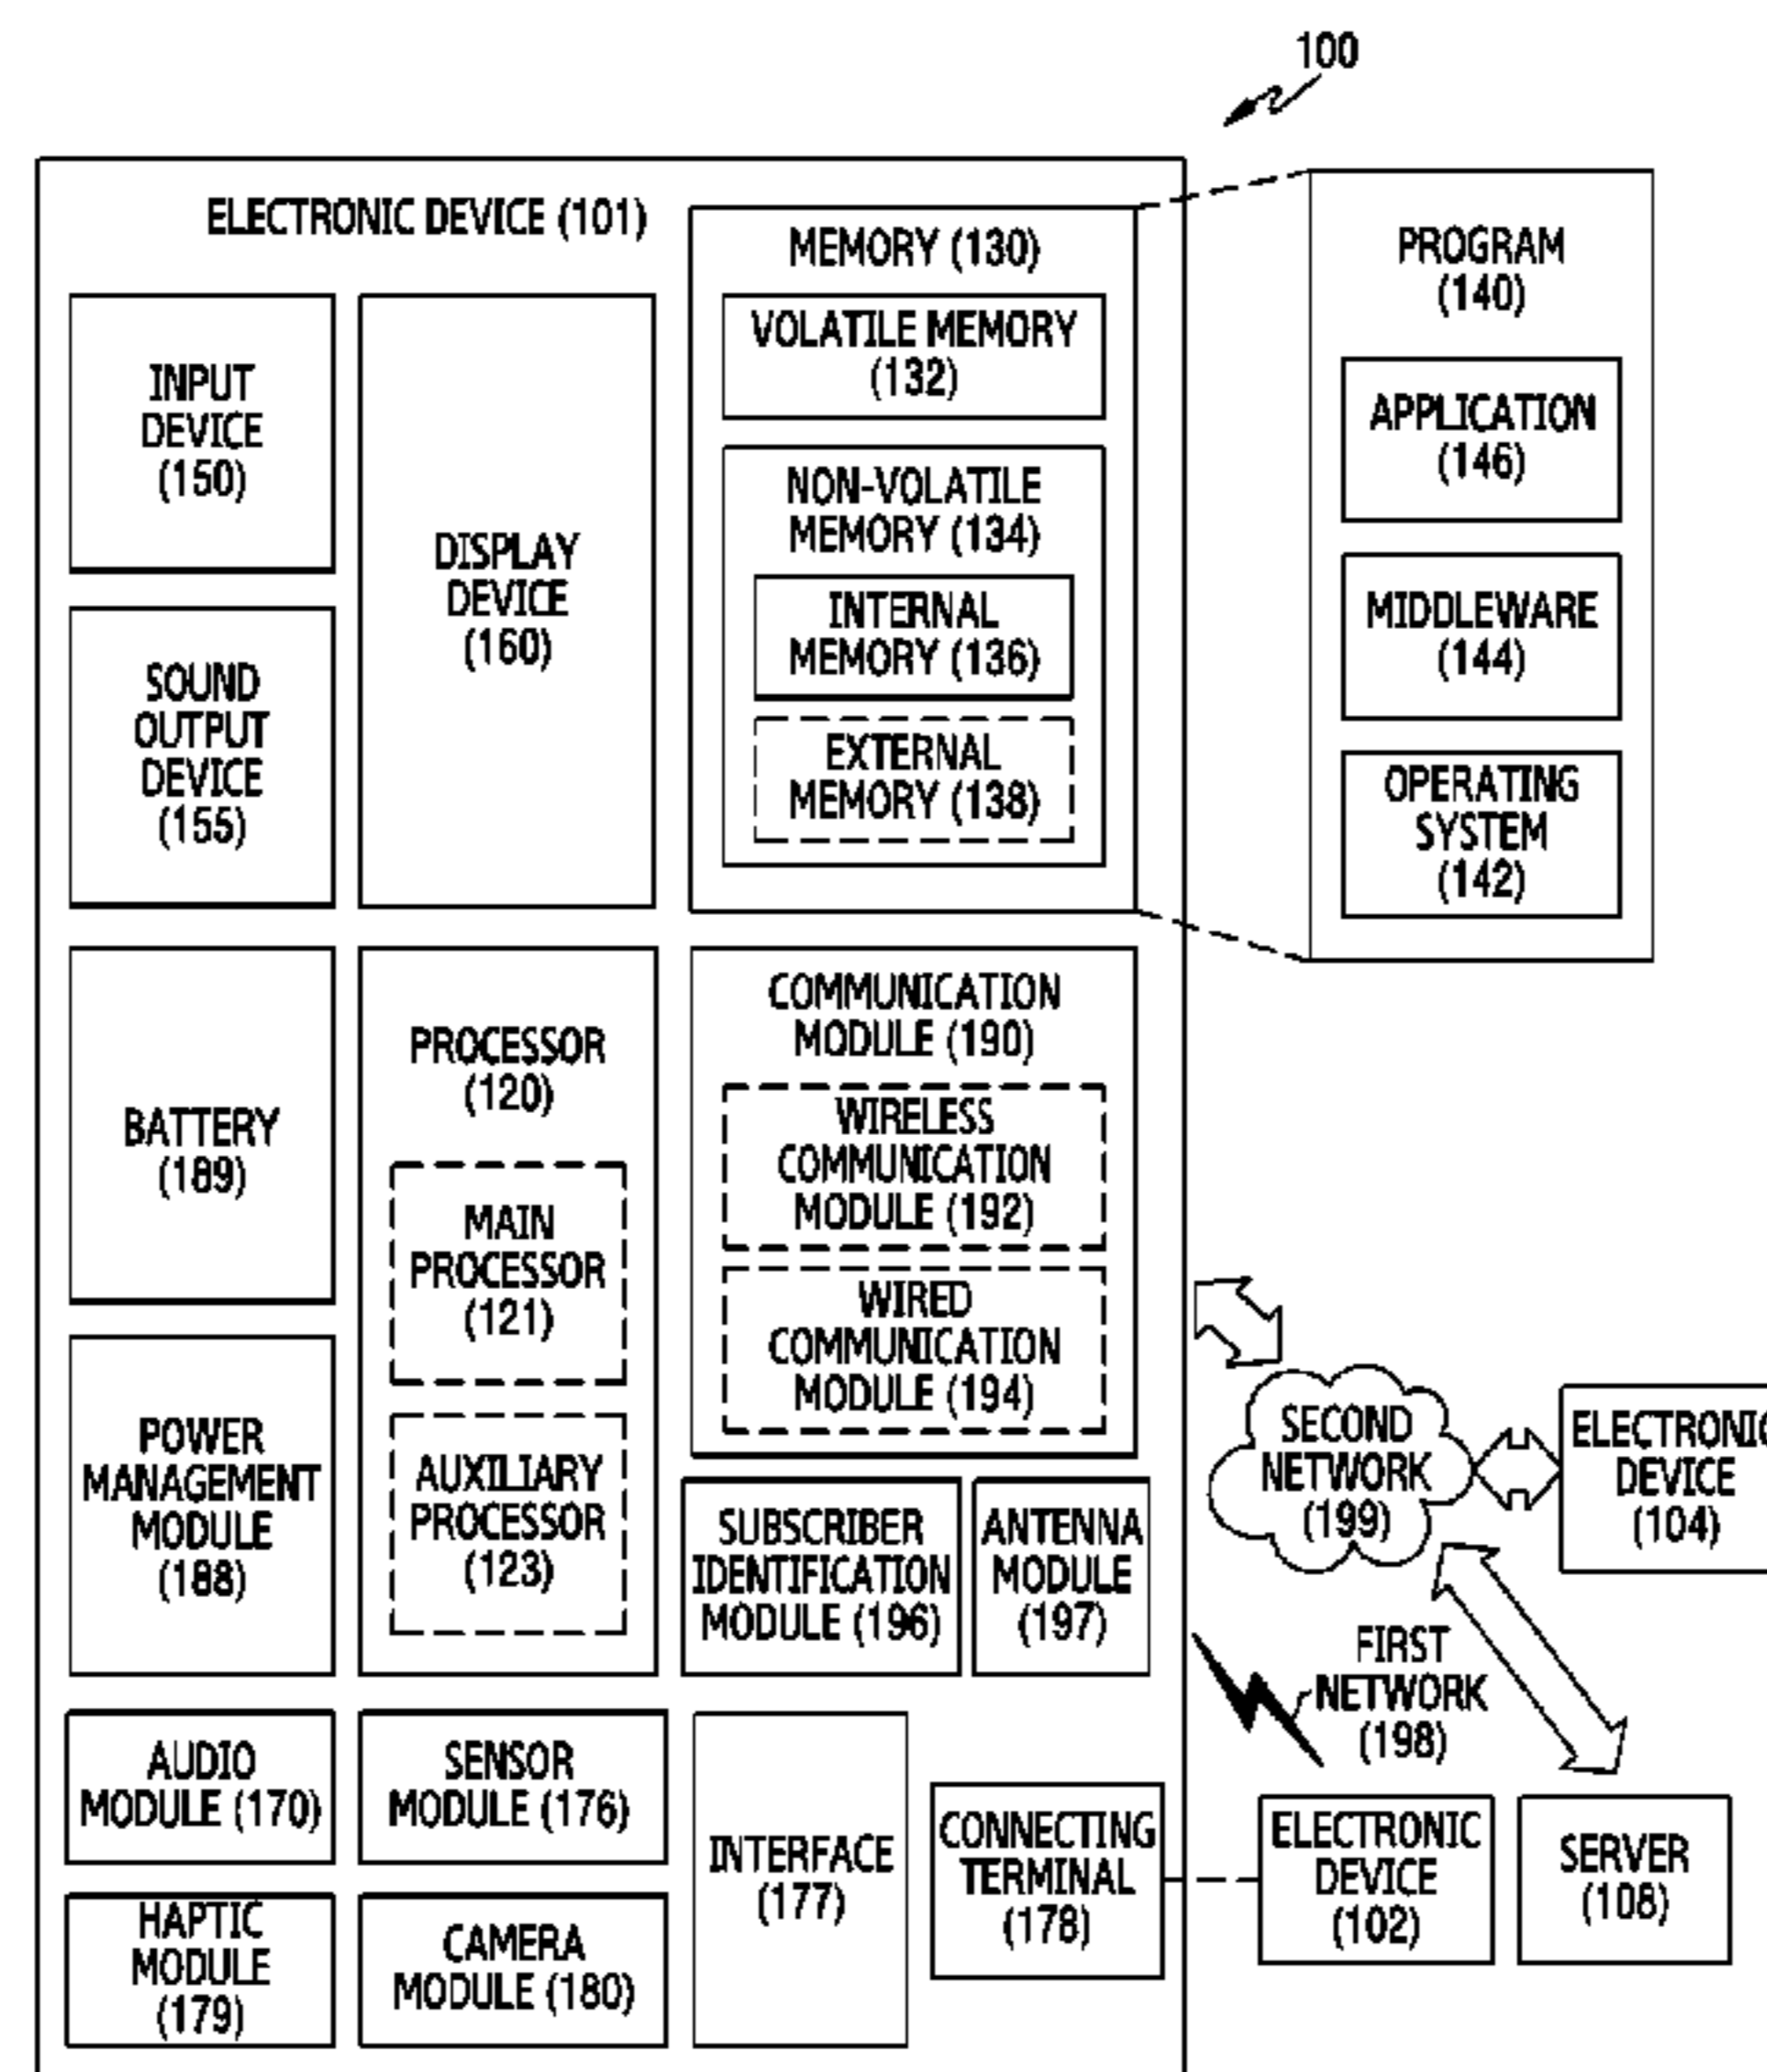 100
ELECTRONIC DEVICE (101)
INPUT
DEVICE
(150)
DISPLAY
DEVICE
(160)
SOUND
OUTPUT
DEVICE
(155)
MEMORY (130)
VOLATILE MEMORY
(132)
NON-VOLATILE
MEMORY (134)
INTERNAL
MEMORY (136)
EXTERNAL
MEMORY (138)
PROGRAM
(140)
APPLICATION
(146)
MIDDLEWARE
(144)
OPERATING
SYSTEM
(142)
BATTERY
(189)
POWER
MANAGEMENT
MODULE
(188)
PROCESSOR
(120)
MAIN
PROCESSOR
(121)
AUXILIARY
PROCESSOR
(123)
COMMUNICATION
MODULE (190)
WIRELESS
COMMUNICATION
MODULE (192)
WIRED
COMMUNICATION
MODULE (194)
SUBSCRIBER
IDENTIFICATION
MODULE (196)
ANTENNA
MODULE
(197)
SECOND
NETWORK
(199)
ELECTRONIC
DEVICE
(104)
FIRST
NETWORK
(198)
AUDIO
MODULE (170)
SENSOR
MODULE (176)
HAPTIC
MODULE
(179)
CAMERA
MODULE (180)
INTERFACE
(177)
CONNECTING
TERMINAL
(178)
ELECTRONIC
DEVICE
(102)
SERVER
(108)